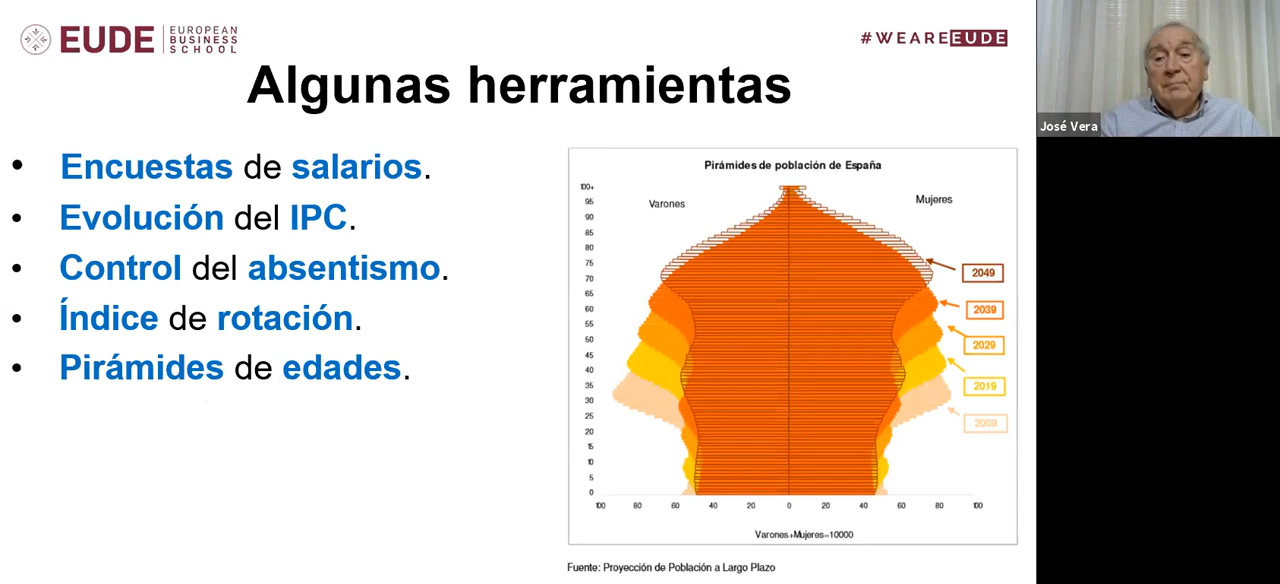 EUDE
EUROPEAN
BUSINESS
SCHOOL
#WEAREEUDE
Algunas herramientas
• Encuestas de salarios.
• Evolución del IPC.
• Control del absentismo.
• Índice de rotación.
• Pirámides de edades.
Pirámides de población de España
Varones
Mujeres
100+
95
90
85
80
75
70
65
60
55
50
45
40
35
30
25
20
15
10
5
0
2049
2039
2029
2019
2009
100 80 60 40 20 0 20 40 60 80 100
Varones+Mujeres=10000
Fuente: Proyección de Población a Largo Plazo
José Vera